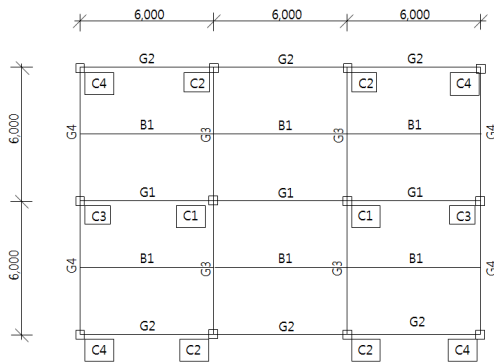 6,000 6,000 6,000
G2 G2 G2
C4 C2 C2 C4
6,000
G4 B1 G3 B1 G3 B1 G4
G1 G1 G1
C3 C1 C1 C3
6,000
G4 B1 G3 B1 G3 B1 G4
G2 G2 G2
C4 C2 C2 C4